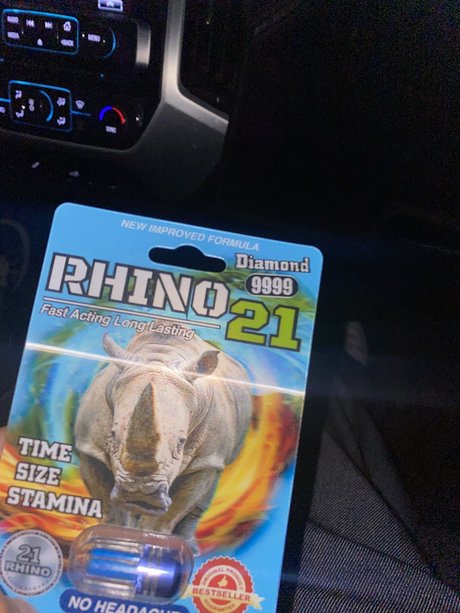 MENU
NEW IMPROVED FORMULA
RHINO
Diamond
9999
21
Fast Acting Long Lasting
TIME
SIZE
STAMINA
21
RHINO
BESTSELLER
NO HEADACHE